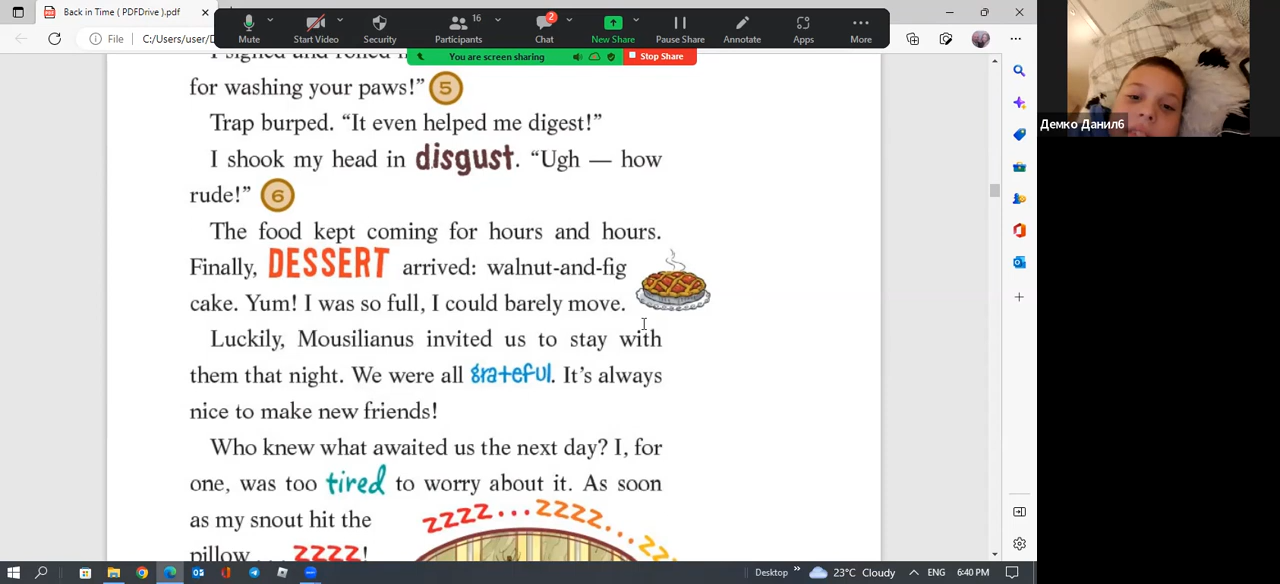 Back in Time ( PDFDrive ).pdf
File
C:/Users/user/D
Mute
Start Video
Security
16
Participants
2
Chat
New Share
Pause Share
Annotate
Apps
More
You are screen sharing
Stop Share
Демко Данил6
for washing your paws!” 5
Trap burped. “It even helped me digest!”
I shook my head in disgust. “Ugh — how
rude!” 6
The food kept coming for hours and hours.
Finally, DESSERT arrived: walnut-and-fig
cake. Yum! I was so full, I could barely move.
Luckily, Mousilianus invited us to stay with
them that night. We were all grateful. It’s always
nice to make new friends!
Who knew what awaited us the next day? I, for
one, was too tired to worry about it. As soon
as my snout hit the
pillow . . . zzzz!
zzzz...zzzz...zz
Desktop
23°C Cloudy
ENG
6:40 PM